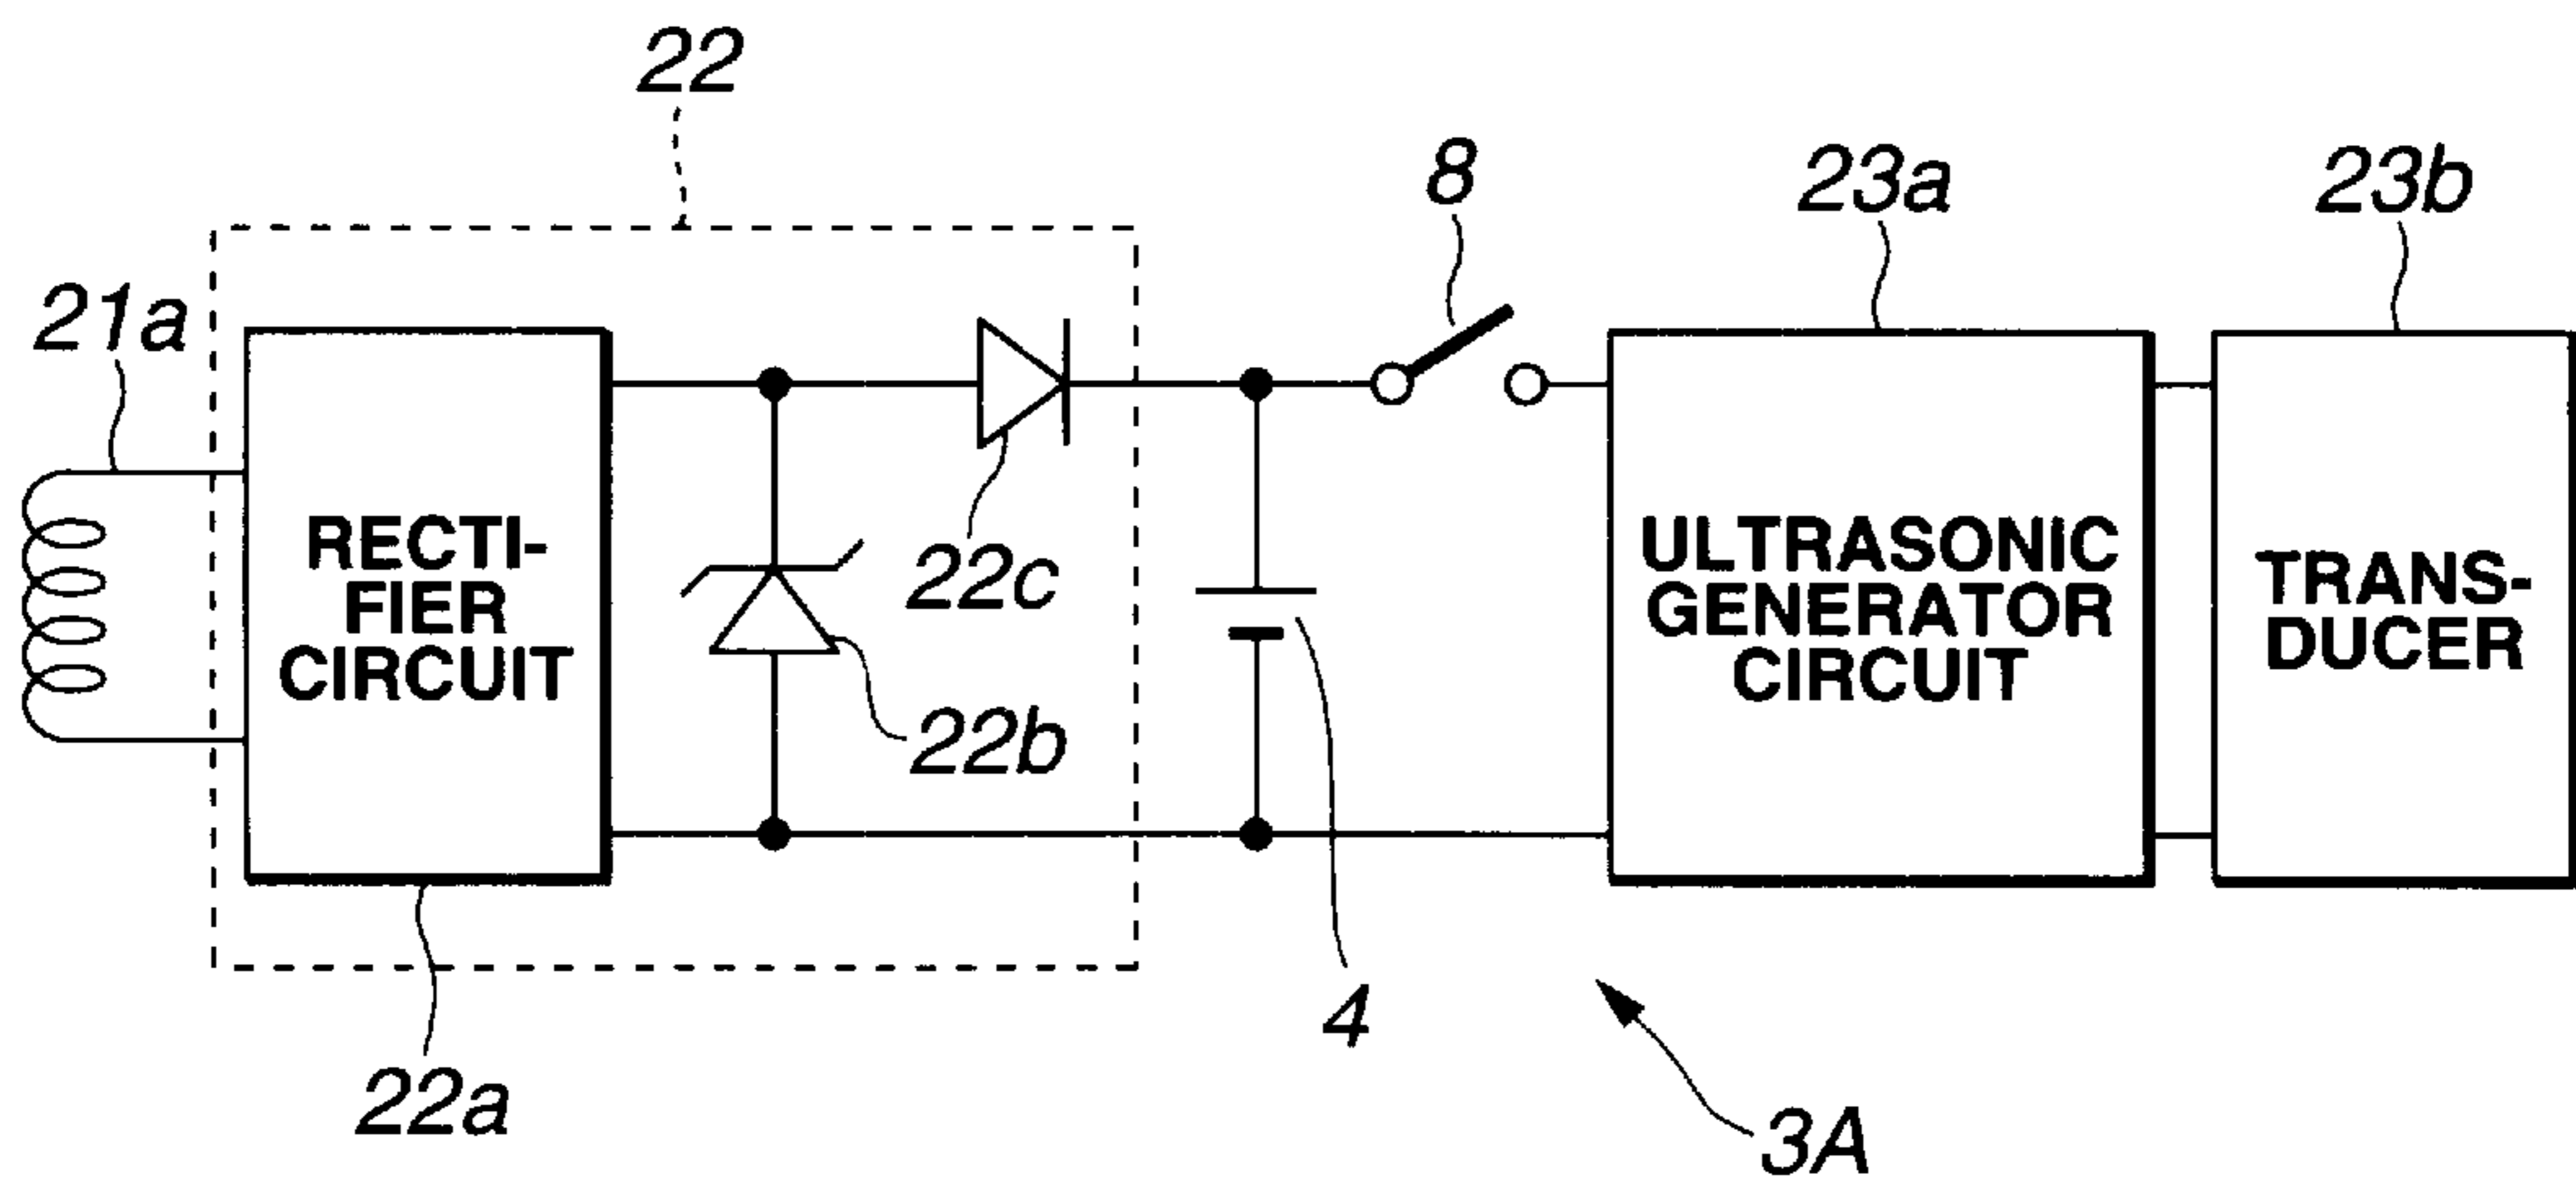 22
8
23a
23b
21a
RECTI-
FIER
CIRCUIT
22c
22b
ULTRASONIC
GENERATOR
CIRCUIT
TRANS-
DUCER
4
22a
3A